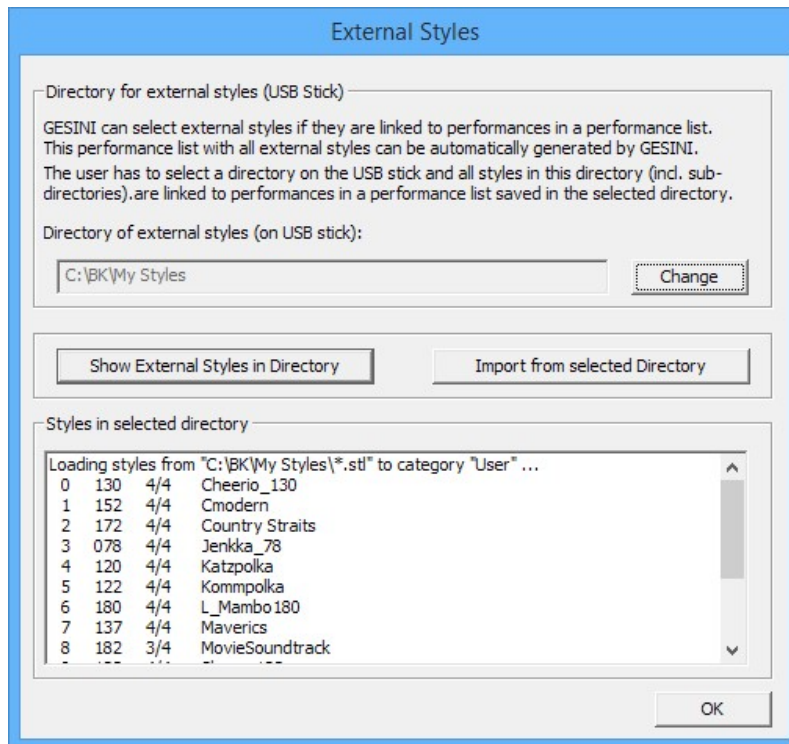 External Styles
Directory for external styles (USB Stick)
GESINI can select external styles if they are linked to performances in a performance list.
This performance list with all external styles can be automatically generated by GESINI.
The user has to select a directory on the USB stick and all styles in this directory (incl. sub-
directories).are linked to performances in a performance list saved in the selected directory.
Directory of external styles (on USB stick):
C:\BK\My Styles
Change
Show External Styles in Directory
Import from selected Directory
Styles in selected directory
Loading styles from "C:\BK\My Styles\*.stl" to category "User" ...
0 130 4/4 Cheerio_130
1 152 4/4 Cmodern
2 172 4/4 Country Straits
3 078 4/4 Jenkka_78
4 120 4/4 Katzpolka
5 122 4/4 Kommpolka
6 180 4/4 L_Mambo180
7 137 4/4 Maverics
8 182 3/4 MovieSoundtrack
OK